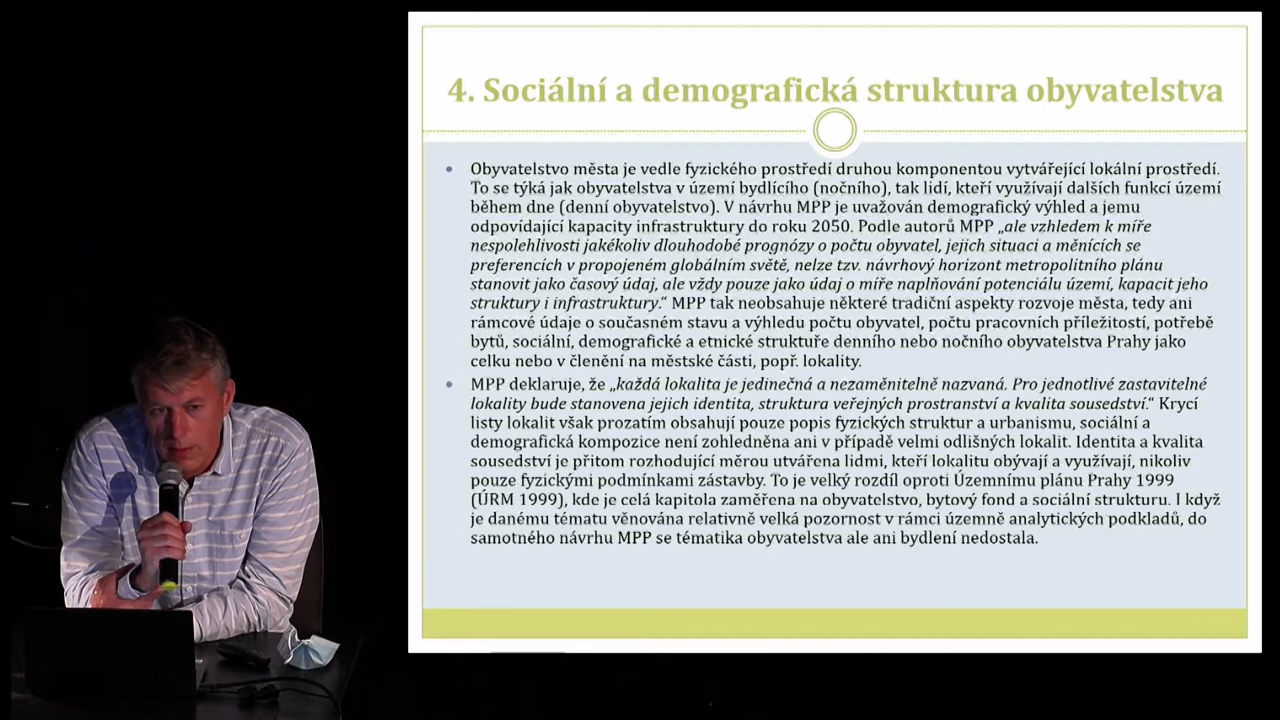 4. Sociální a demografická struktura obyvatelstva
• Obyvatelstvo města je vedle fyzického prostředí druhou komponentou vytvářející lokální prostředí.
To se týká jak obyvatelstva v území bydlícího (nočního), tak lidí, kteří využívají dalších funkcí území
během dne (denní obyvatelstvo). V návrhu MPP je uvažován demografický výhled a jemu
odpovídající kapacity infrastruktury do roku 2050. Podle autorů MPP „ale vzhledem k míře
nespolehlivosti jakékoliv dlouhodobé prognózy o počtu obyvatel, jejich situaci a měnících se
preferencích v propojeném globálním světě, nelze tzv. návrhový horizont metropolitního plánu
stanovit jako časový údaj, ale vždy pouze jako údaj o míře naplňování potenciálu území, kapacit jeho
struktury i infrastruktury.“ MPP tak neobsahuje některé tradiční aspekty rozvoje města, tedy ani
rámcové údaje o současném stavu a výhledu počtu obyvatel, počtu pracovních příležitostí, potřebě
bytů, sociální, demografické a etnické struktuře denního nebo nočního obyvatelstva Prahy jako
celku nebo v členění na městské části, popř. lokality.
• MPP deklaruje, že „každá lokalita je jedinečná a nezaměnitelně nazvaná. Pro jednotlivé zastavitelné
lokality bude stanovena jejich identita, struktura veřejných prostranství a kvalita sousedství.“ Krycí
listy lokalit však prozatím obsahují pouze popis fyzických struktur a urbanismu, sociální a
demografická kompozice není zohledněna ani v případě velmi odlišných lokalit. Identita a kvalita
sousedství je přitom rozhodující měrou utvářena lidmi, kteří lokalitu obývají a využívají, nikoliv
pouze fyzickými podmínkami zástavby. To je velký rozdíl oproti Územnímu plánu Prahy 1999
(ÚRM 1999), kde je celá kapitola zaměřena na obyvatelstvo, bytový fond a sociální strukturu. I když
je danému tématu věnována relativně velká pozornost v rámci územně analytických podkladů, do
samotného návrhu MPP se tématika obyvatelstva ale ani bydlení nedostala.